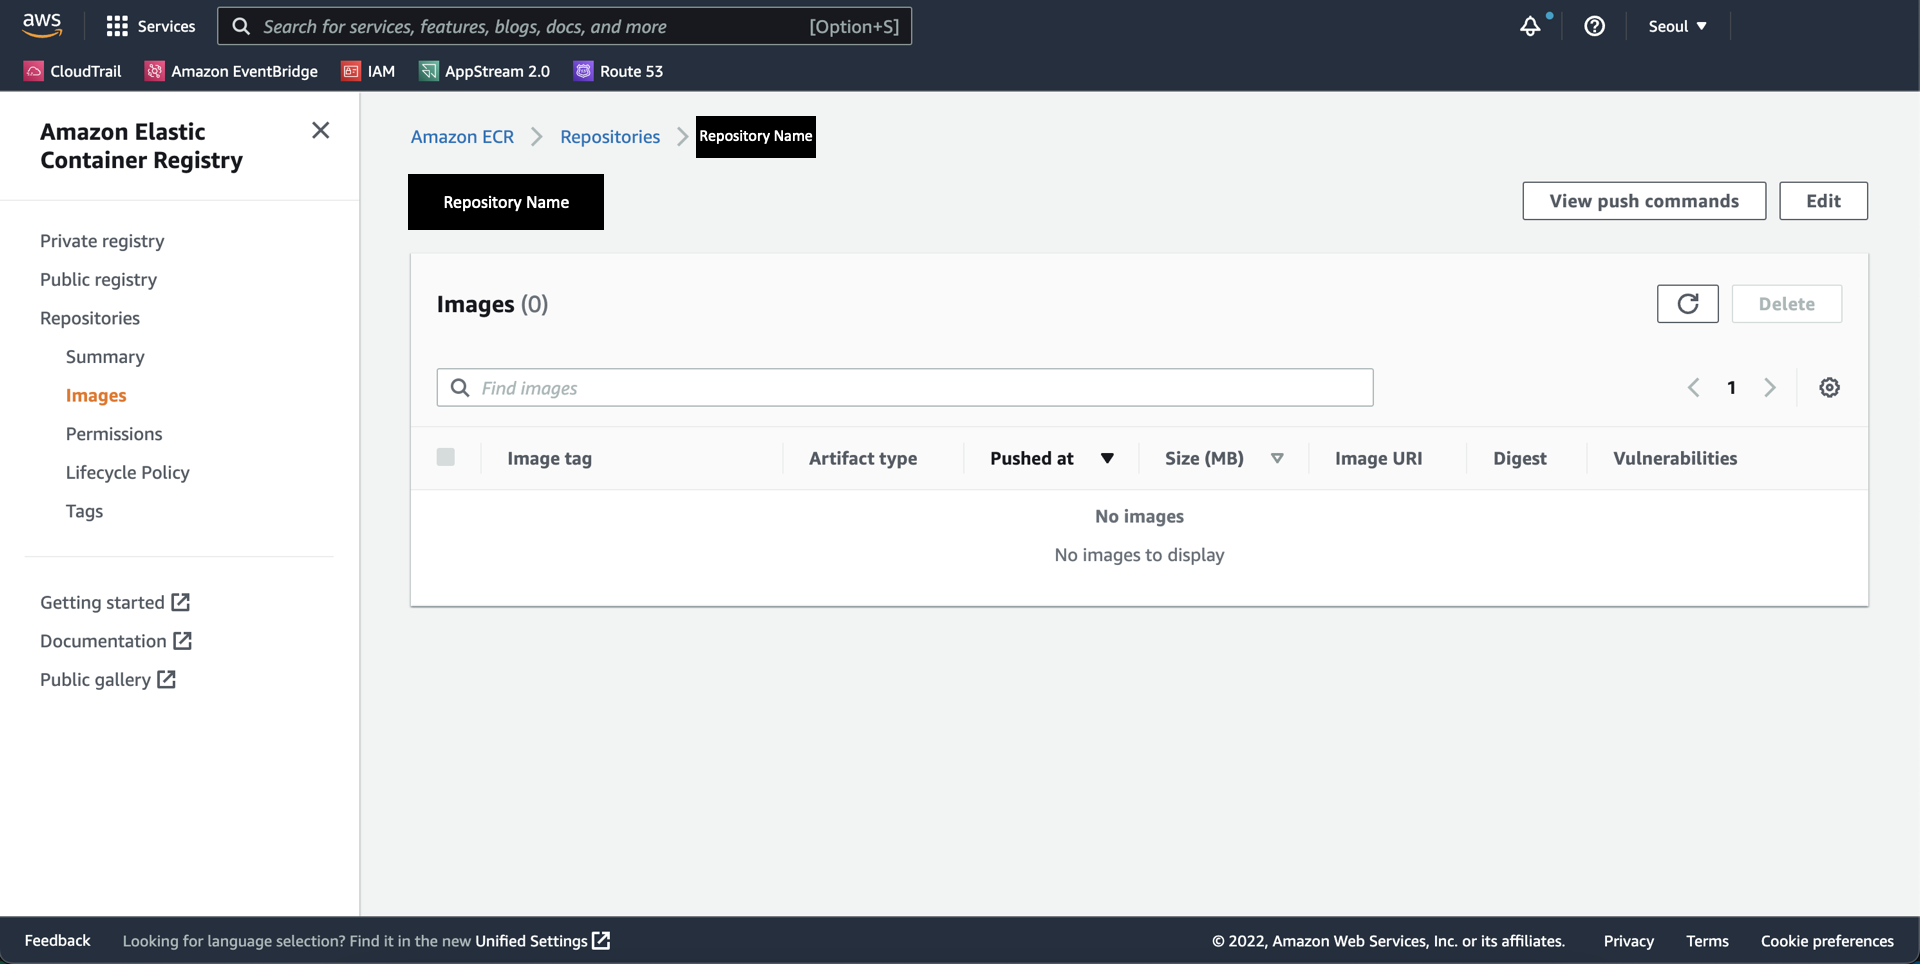 aws
Services
Search for services, features, blogs, docs, and more
[Option+S]
Seoul
CloudTrail
Amazon EventBridge
IAM
AppStream 2.0
Route 53
Amazon Elastic
Container Registry
Private registry
Public registry
Repositories
Summary
Images
Permissions
Lifecycle Policy
Tags
Getting started
Documentation
Public gallery
Amazon ECR
Repositories
Repository Name
Repository Name
View push commands
Edit
Images (0)
Delete
Find images
1
Image tag
Artifact type
Pushed at
Size (MB)
Image URI
Digest
Vulnerabilities
No images
No images to display
Feedback
Looking for language selection? Find it in the new Unified Settings
© 2022, Amazon Web Services, Inc. or its affiliates.
Privacy
Terms
Cookie preferences